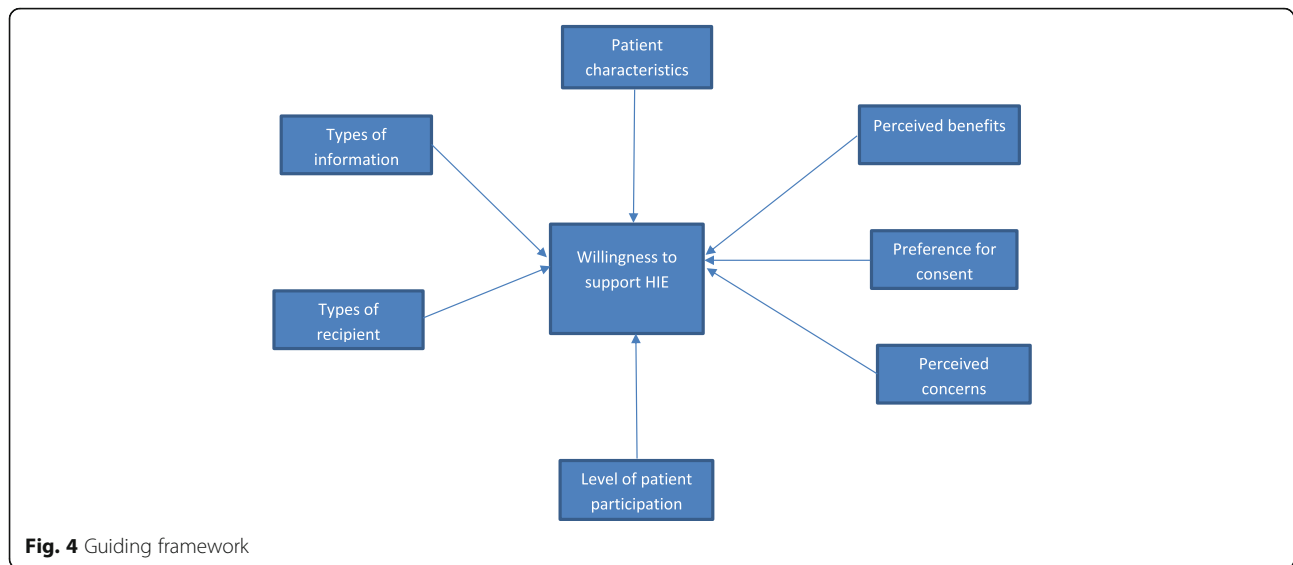 Patient
characteristics
Types of
information
Perceived benefits
Willingness to
support HIE
Preference for
consent
Types of
recipient
Perceived
concerns
Level of patient
participation
Fig. 4 Guiding framework